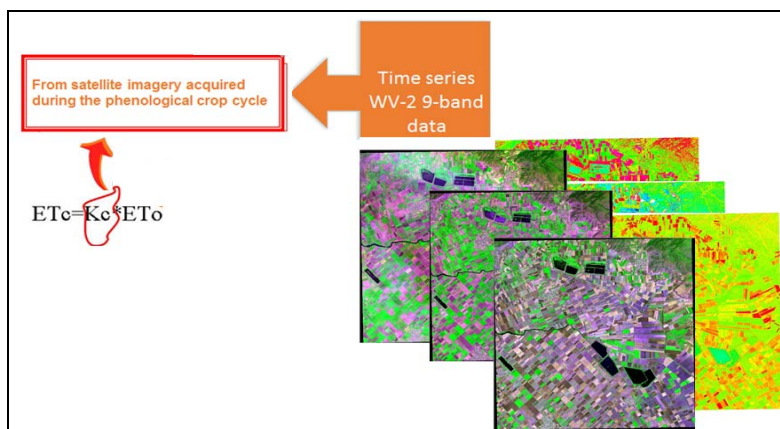 From satellite imagery acquired
during the phenological crop cycle
Time series
WV-2 9-band
data
ETc=Kc*ETo